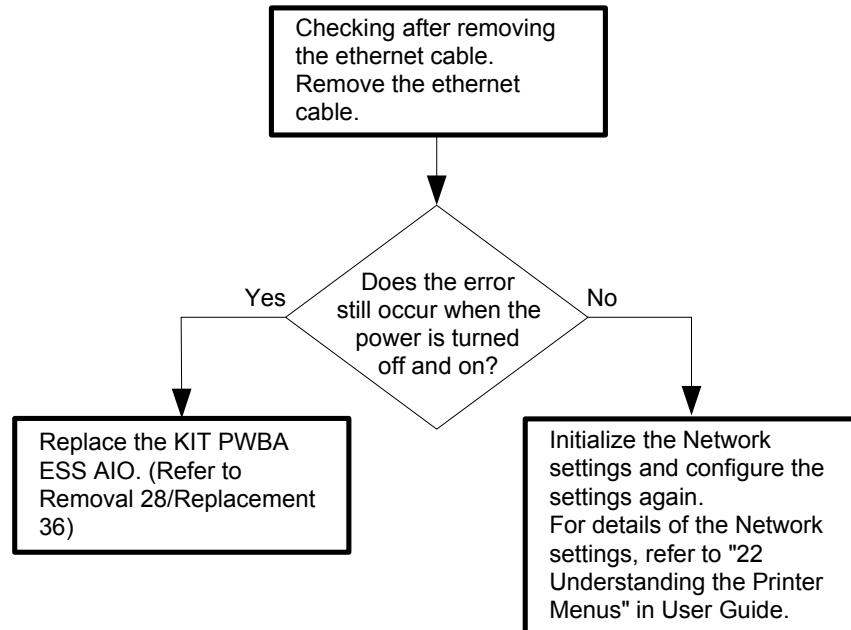 Checking after removing
the ethernet cable.
Remove the ethernet
cable.
Does the error
still occur when the
power is turned
off and on?
Yes
No
Replace the KIT PWBA
ESS AIO. (Refer to
Removal 28/Replacement
36)
Initialize the Network
settings and configure the
settings again.
For details of the Network
settings, refer to "22
Understanding the Printer
Menus" in User Guide.